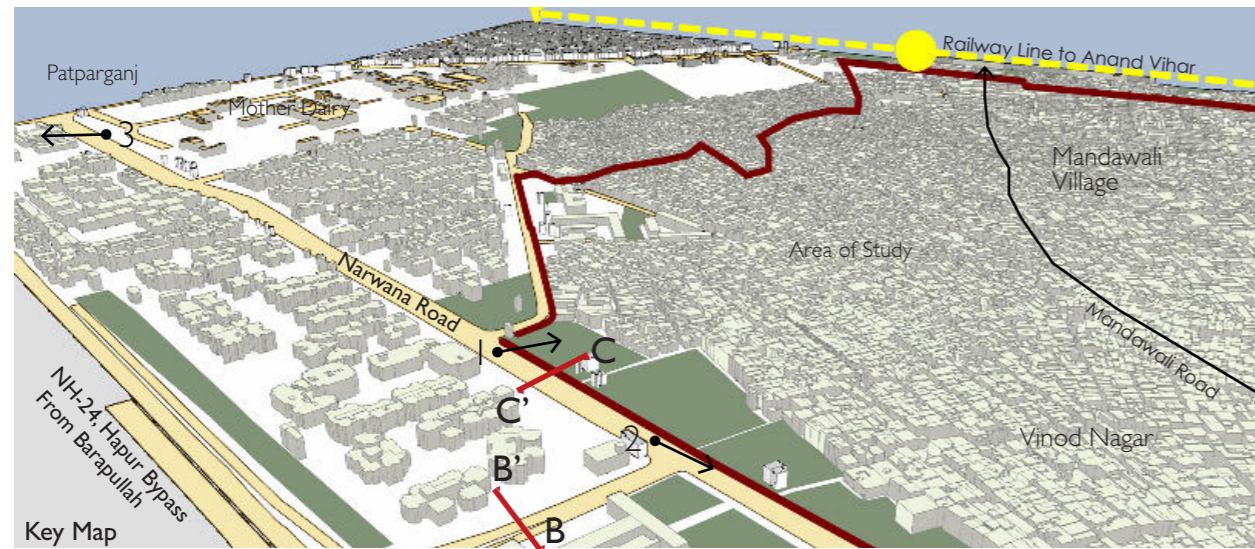 Railway Line to Anand Vihar
Patparganj
Mother Dairy
3
Mandawali
Village
Area of Study
Narwana Road
Mandawali Road
1
C
C'
NH-24, Hapur Bypass
From Barapullah
2
Vinod Nagar
B'
B
Key Map